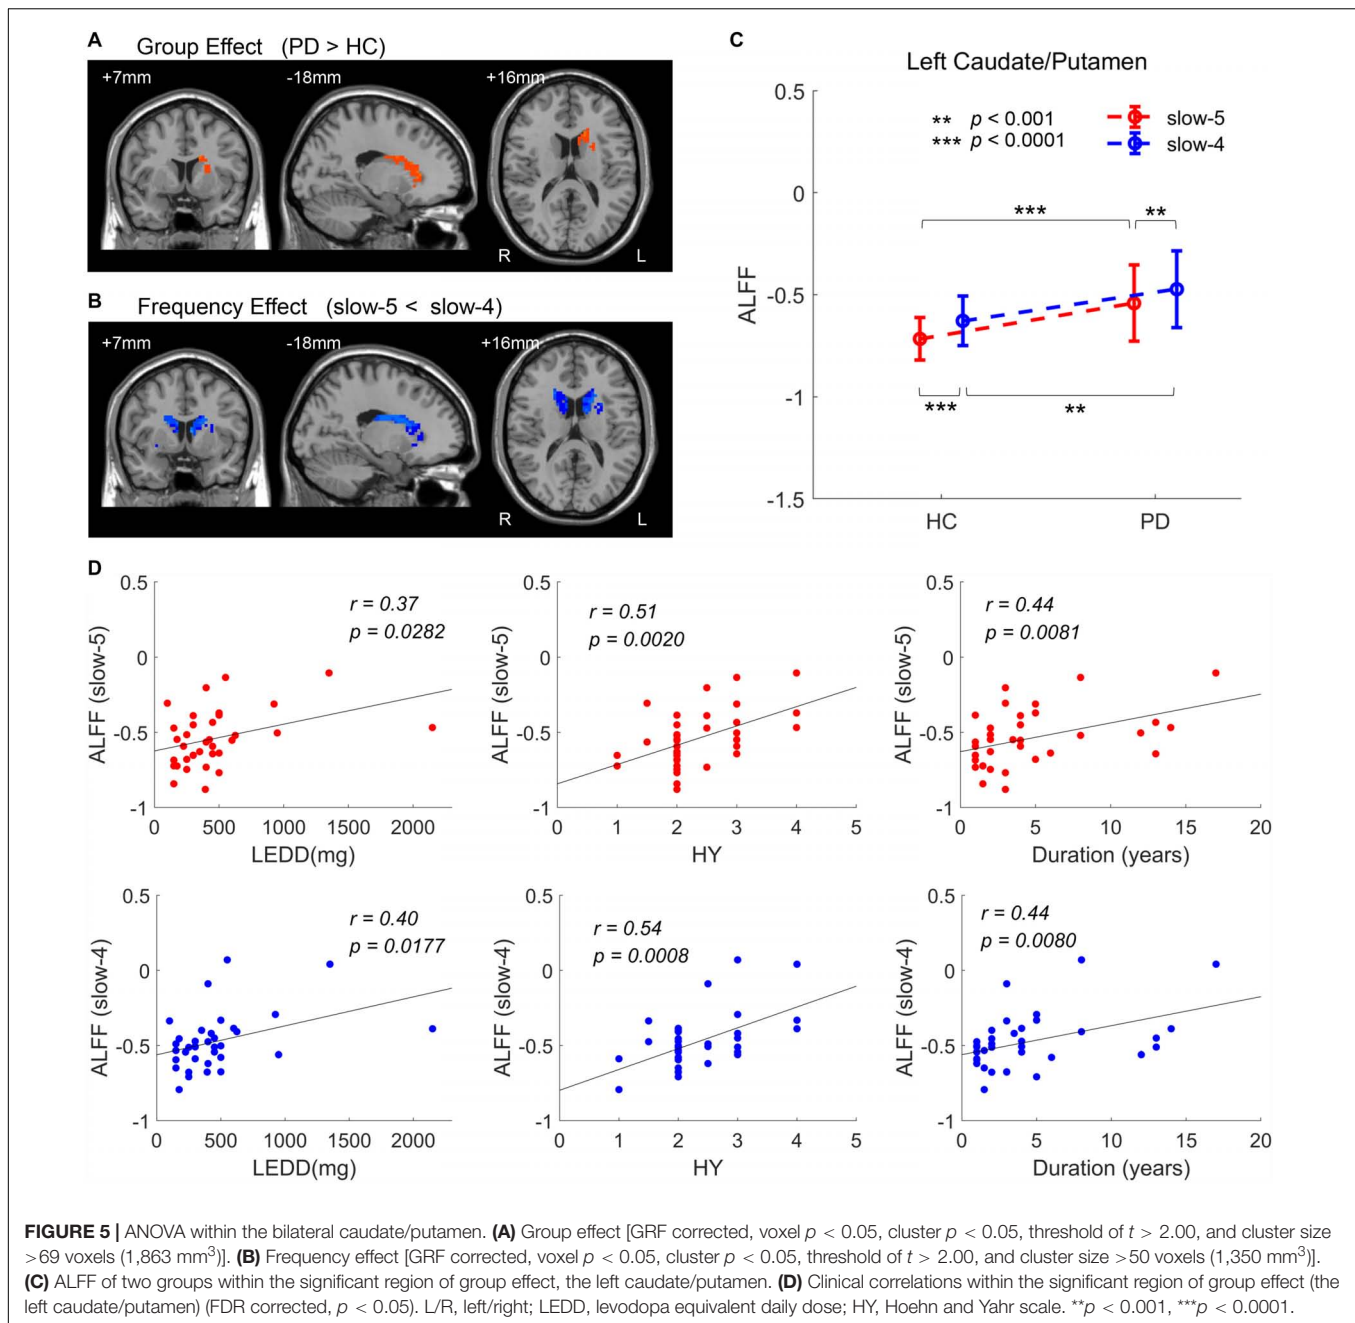 A Group Effect (PD > HC)
+7mm -18mm +16mm
R L
B Frequency Effect (slow-5 < slow-4)
+7mm -18mm +16mm
R L
C
Left Caudate/Putamen
** p < 0.001
*** p < 0.0001
slow-5
slow-4
0.5
0
-0.5
-1
-1.5
ALFF
*** **
*** **
HC PD
D
ALFF (slow-5)
0.5
0
-0.5
-1
r = 0.37
p = 0.0282
0 500 1000 1500 2000
LEDD(mg)
ALFF (slow-5)
0.5
0
-0.5
-1
r = 0.51
p = 0.0020
0 1 2 3 4 5
HY
ALFF (slow-5)
0.5
0
-0.5
-1
r = 0.44
p = 0.0081
0 5 10 15 20
Duration (years)
ALFF (slow-4)
0.5
0
-0.5
-1
r = 0.40
p = 0.0177
0 500 1000 1500 2000
LEDD(mg)
ALFF (slow-4)
0.5
0
-0.5
-1
r = 0.54
p = 0.0008
0 1 2 3 4 5
HY
ALFF (slow-4)
0.5
0
-0.5
-1
r = 0.44
p = 0.0080
0 5 10 15 20
Duration (years)
FIGURE 5 | ANOVA within the bilateral caudate/putamen. (A) Group effect [GRF corrected, voxel p < 0.05, cluster p < 0.05, threshold of t > 2.00, and cluster size
>69 voxels (1,863 mm³)]. (B) Frequency effect [GRF corrected, voxel p < 0.05, cluster p < 0.05, threshold of t > 2.00, and cluster size >50 voxels (1,350 mm³)].
(C) ALFF of two groups within the significant region of group effect, the left caudate/putamen. (D) Clinical correlations within the significant region of group effect (the
left caudate/putamen) (FDR corrected, p < 0.05). L/R, left/right; LEDD, levodopa equivalent daily dose; HY, Hoehn and Yahr scale. **p < 0.001, ***p < 0.0001.